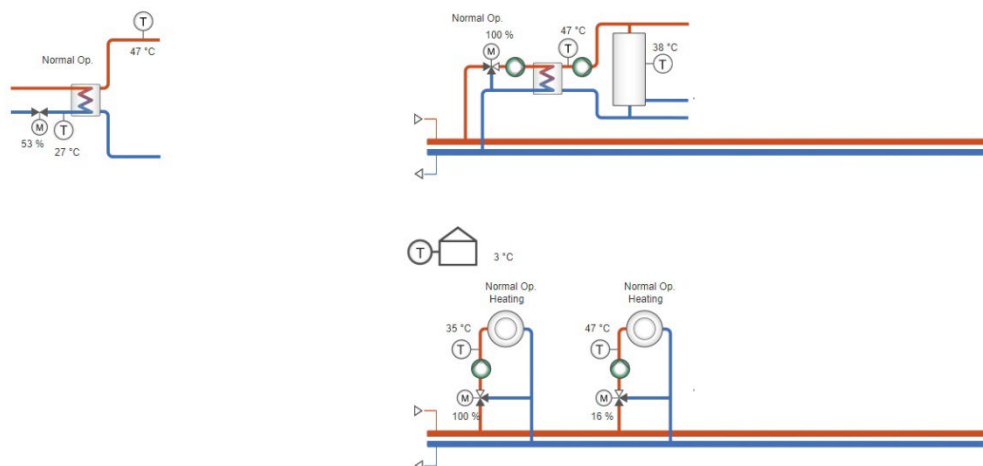 T
47 °C
Normal Op.
M
T
53 %
27 °C
Normal Op.
100 %
47 °C
M
T
38 °C
T
T
3 °C
Normal Op.
Heating
Normal Op.
Heating
35 °C
T
47 °C
T
M
100 %
M
16 %